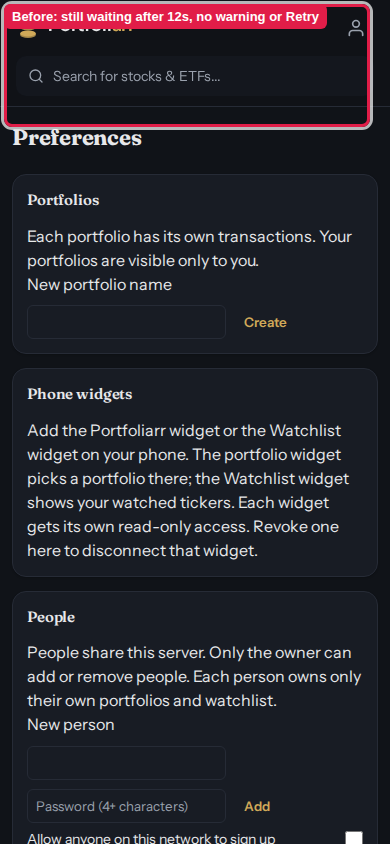 Before: still waiting after 12s, no warning or Retry
Search for stocks & ETFs...
Preferences
Portfolios
Each portfolio has its own transactions. Your
portfolios are visible only to you.
New portfolio name
Create
Phone widgets
Add the Portfoliarr widget or the Watchlist
widget on your phone. The portfolio widget
picks a portfolio there; the Watchlist widget
shows your watched tickers. Each widget
gets its own read-only access. Revoke one
here to disconnect that widget.
People
People share this server. Only the owner can
add or remove people. Each person owns only
their own portfolios and watchlist.
New person
Password (4+ characters)
Add
Allow anyone on this network to sign up